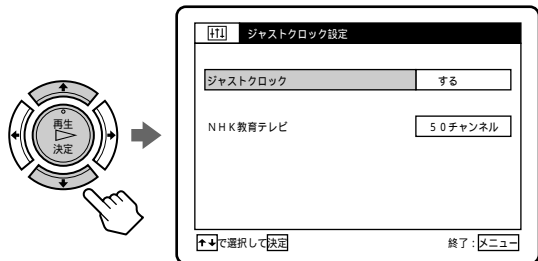 ジャストクロック設定
ジャストクロック する
NHK教育テレビ 50チャンネル
再生
決定
↑↓で選択して決定 終了:メニュー